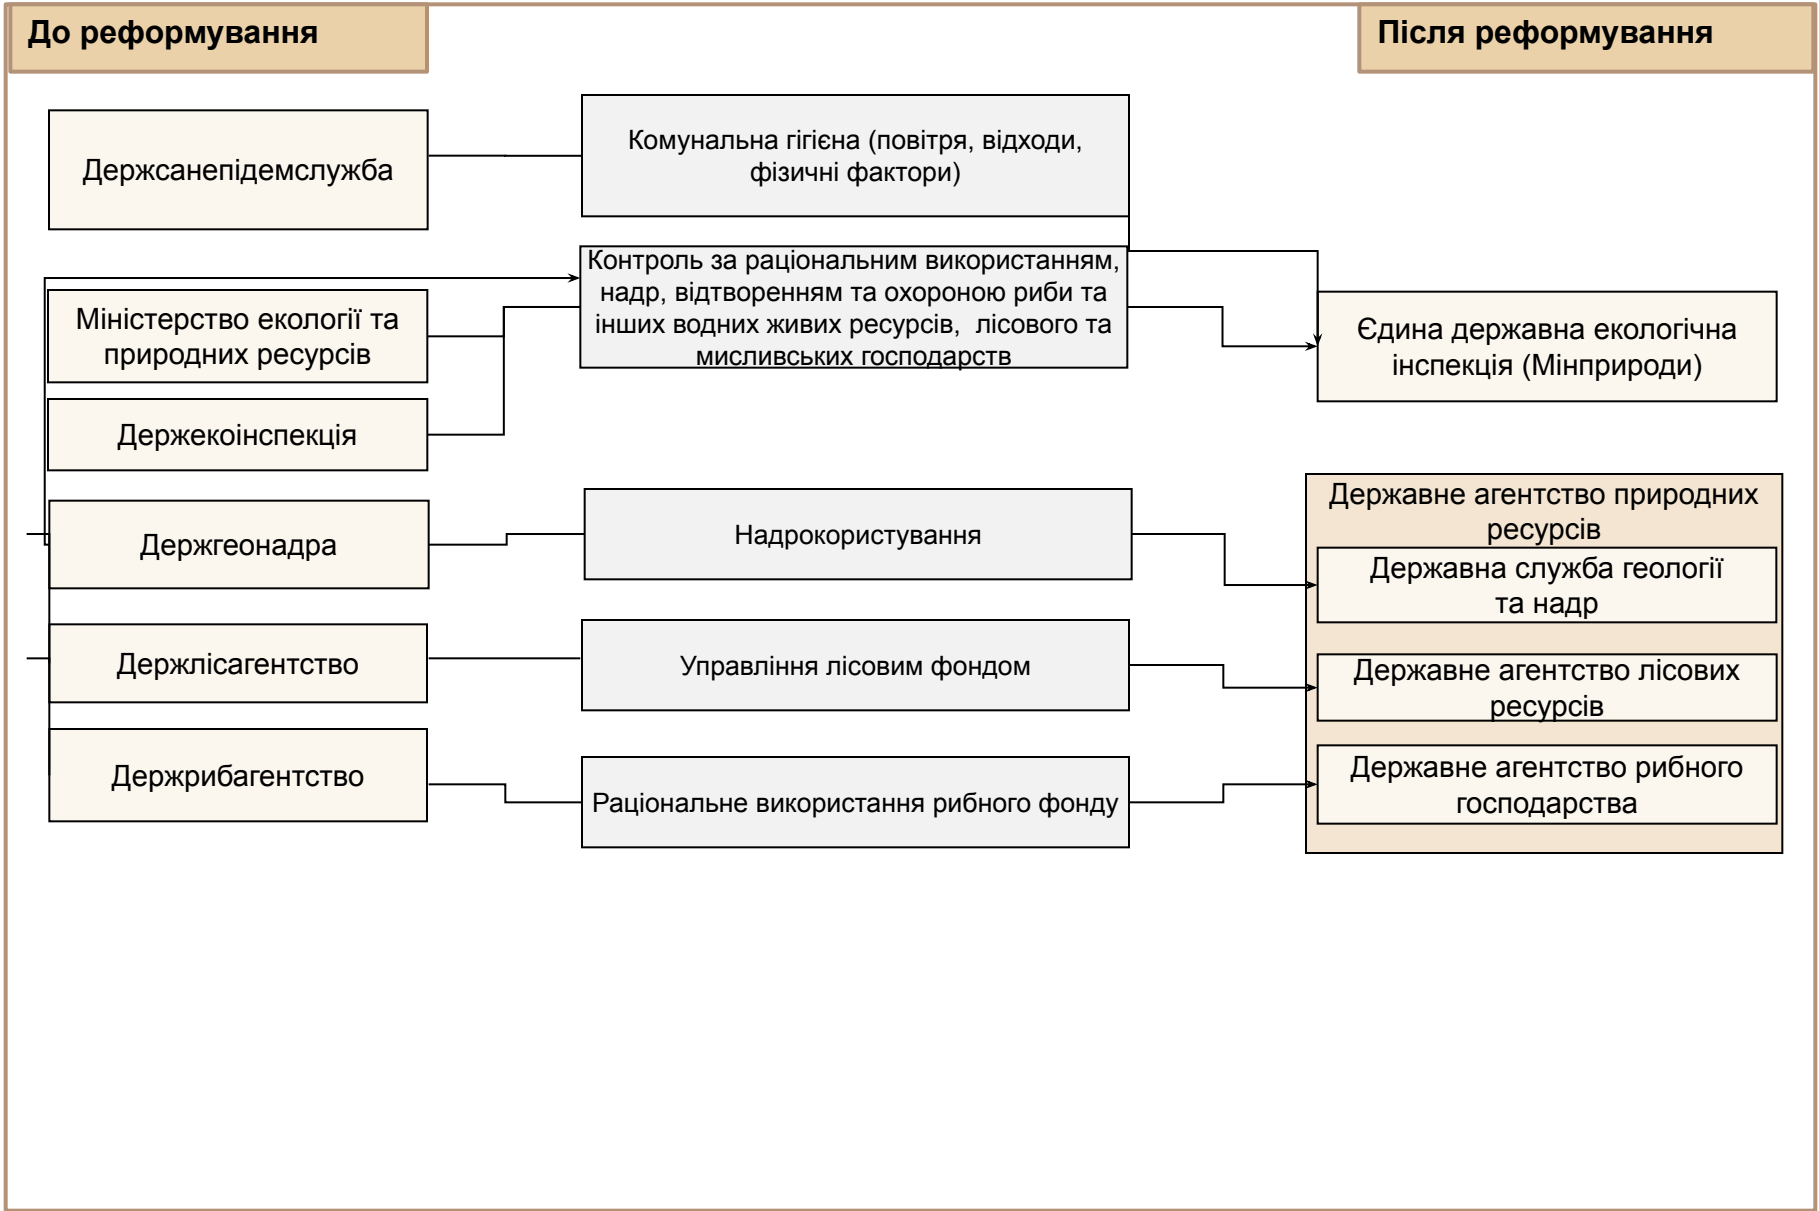 До реформування
Після реформування
Держсанепідемслужба
Комунальна гігієна (повітря, відходи,
фізичні фактори)
Контроль за раціональним використанням,
надр, відтворенням та охороною риби та
інших водних живих ресурсів, лісового та
мисливських господарств
Міністерство екології та
природних ресурсів
Єдина державна екологічна
інспекція (Мінприроди)
Держекоінспекція
Держгеонадра
Надрокористування
Державне агентство природних
ресурсів
Державна служба геології
та надр
Держлісагентство
Управління лісовим фондом
Державне агентство лісових
ресурсів
Держрибагентство
Раціональне використання рибного фонду
Державне агентство рибного
господарства